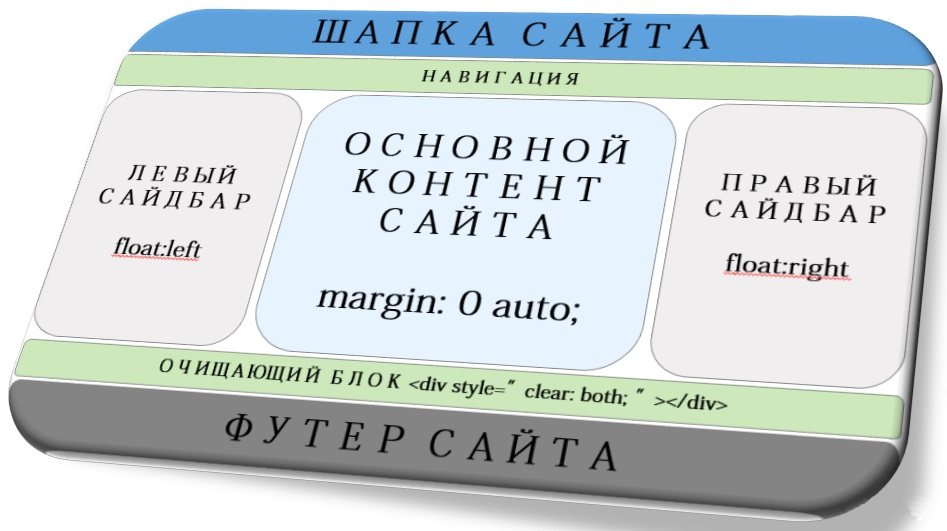 ШАПКА САЙТА
НАВИГАЦИЯ
ЛЕВЫЙ
САЙДБАР
float:left
ОСНОВНОЙ
КОНТЕНТ
САЙТА
margin: 0 auto;
ПРАВЫЙ
САЙДБАР
float:right
ОЧИЩАЮЩИЙ БЛОК <div style=" clear: both; " ></div>
ФУТЕР САЙТА